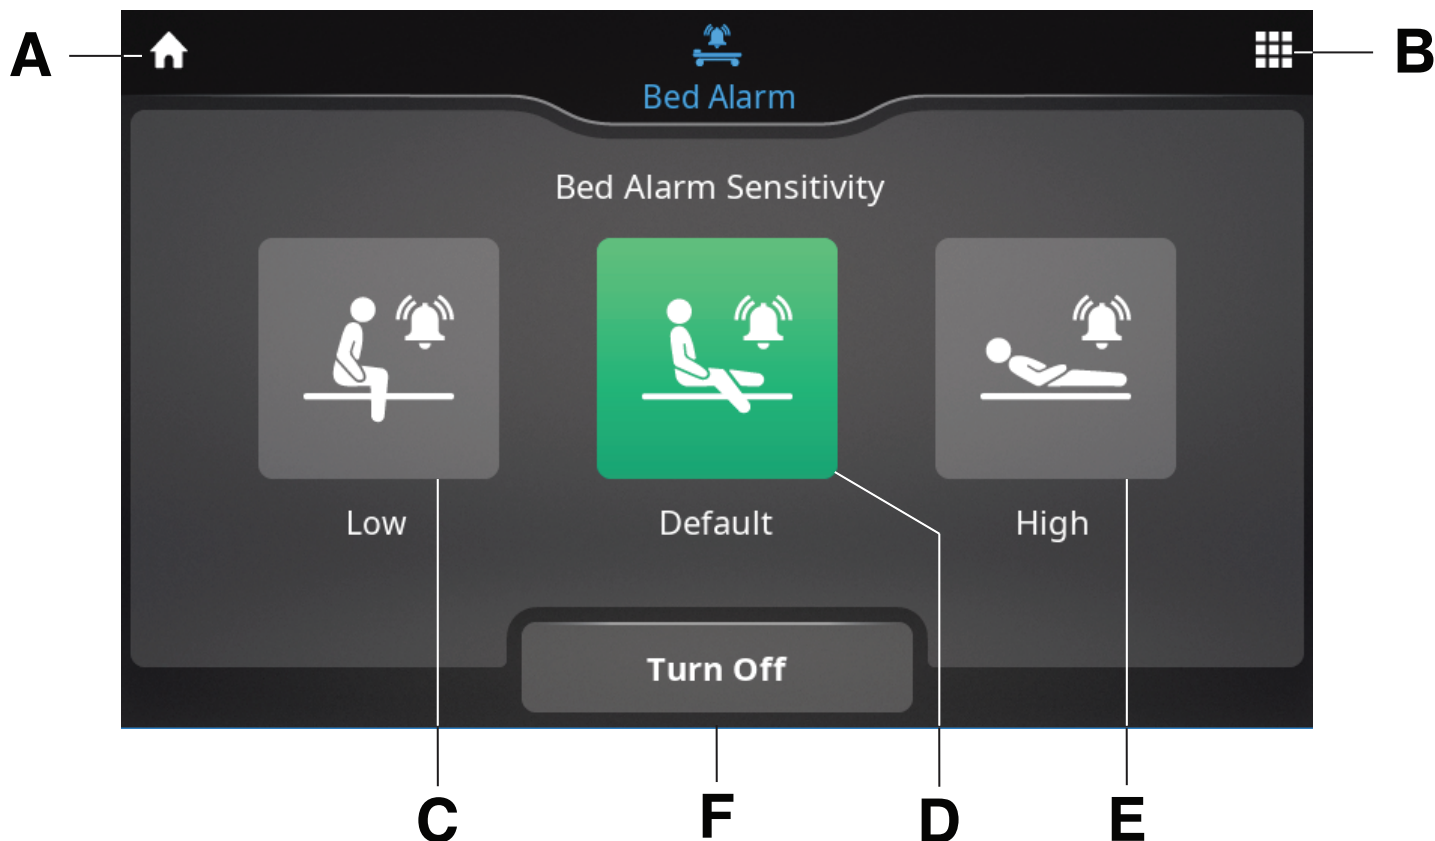 A
B
Bed Alarm
Bed Alarm Sensitivity
Low
Default
High
Turn Off
C
F
D
E